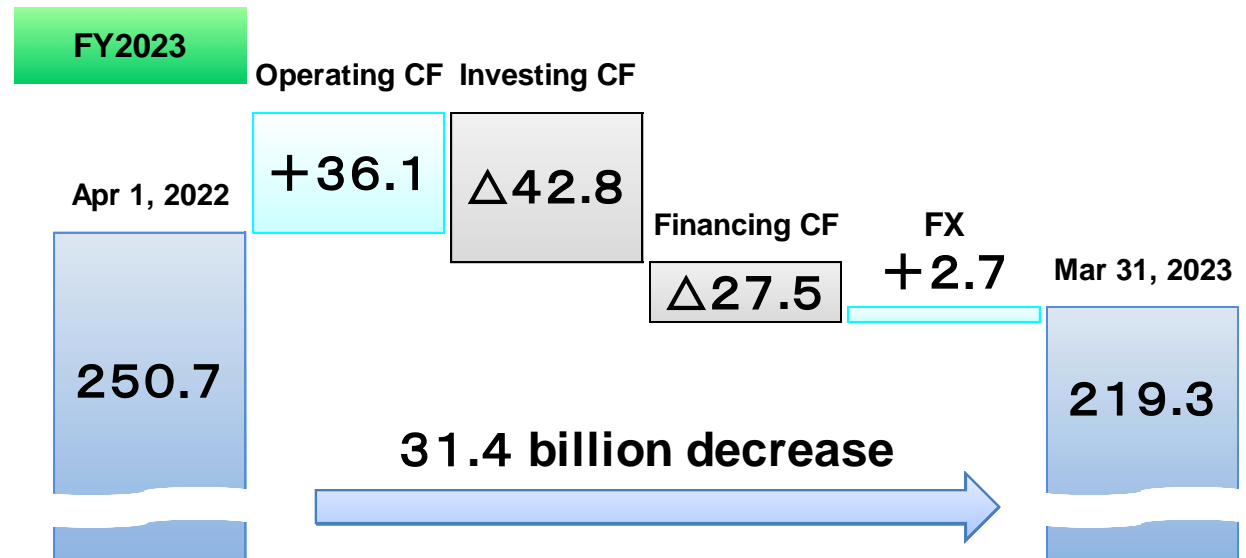 FY2023
Operating CF
Investing CF
+36.1
△42.8
Apr 1, 2022
Financing CF
FX
+2.7
Mar 31, 2023
△27.5
250.7
219.3
31.4 billion decrease